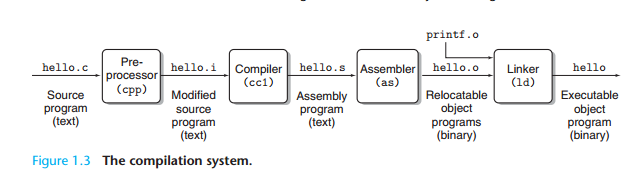 printf.o
hello.c
Pre-
processor
(cpp)
hello.i
Compiler
(cc1)
hello.s
Assembler
(as)
hello.o
Linker
(ld)
hello
Source
program
(text)
Modified
source
program
(text)
Assembly
program
(text)
Relocatable
object
programs
(binary)
Executable
object
program
(binary)
Figure 1.3 The compilation system.